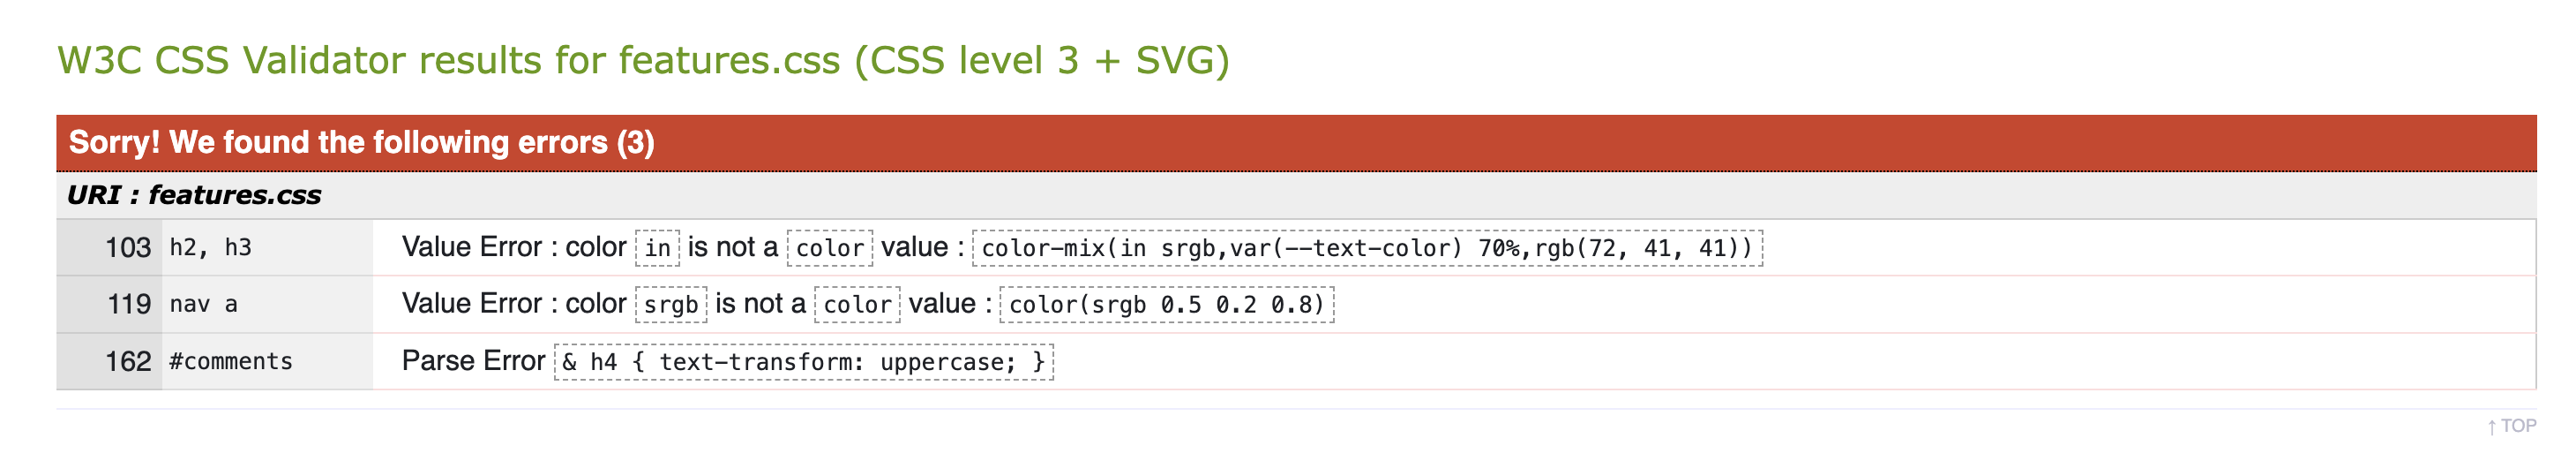 W3C CSS Validator results for features.css (CSS level 3 + SVG)
Sorry! We found the following errors (3)
URI : features.css
103 h2, h3 Value Error : color in is not a color value : color-mix(in srgb,var(--text-color) 70%,rgb(72, 41, 41))
119 nav a Value Error : color srgb is not a color value : color(srgb 0.5 0.2 0.8)
162 #comments Parse Error & h4 { text-transform: uppercase; }
↑ TOP